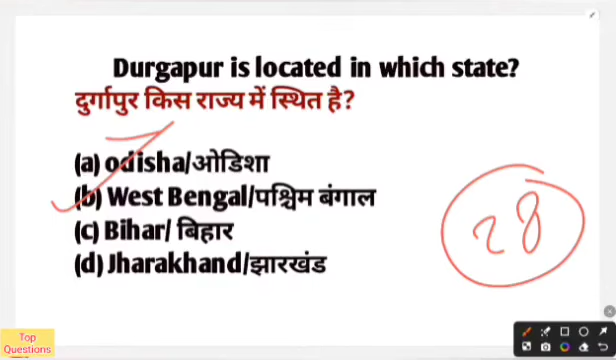 Durgapur is located in which state?
दुर्गापुर किस राज्य में स्थित है?
(a) odisha/ओडिशा
(b) West Bengal/पश्चिम बंगाल
(c) Bihar/ बिहार
(d) Jharakhand/झारखंड
28
Top
Questions